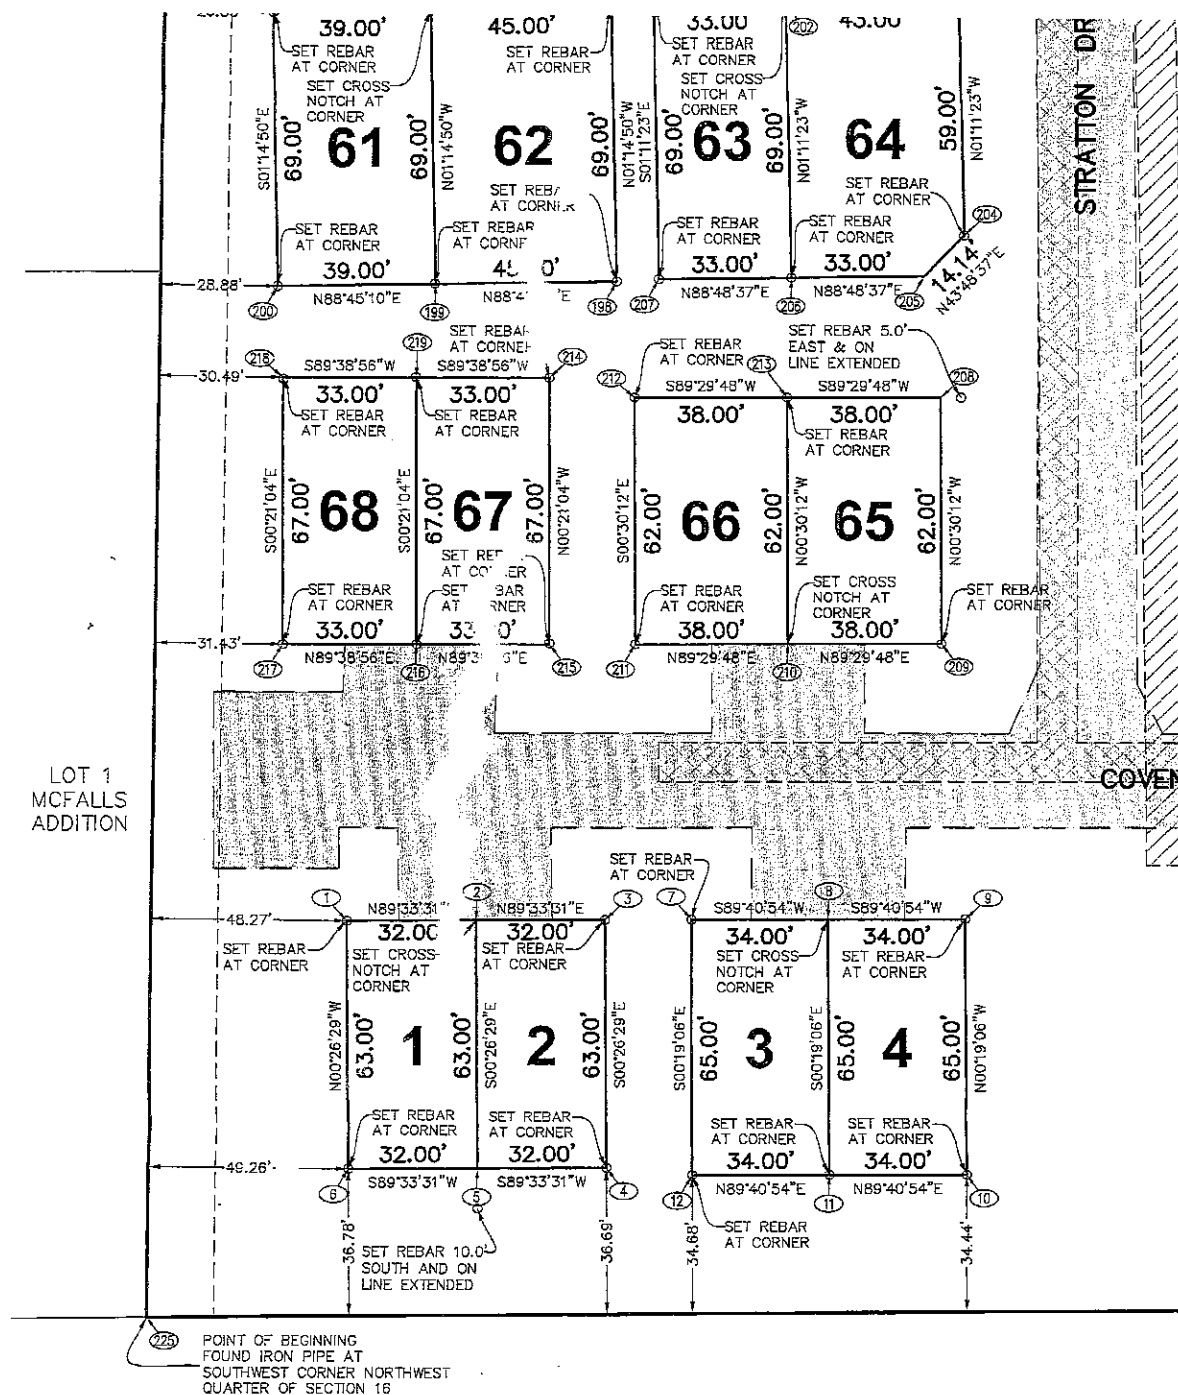 39.00'
45.00'
33.00
43.00'
202
SET REBAR
AT CORNER
SET CROSS
NOTCH AT
CORNER
SET REBAR
AT CORNER
SET REBAR
AT CORNER
SET CROSS
NOTCH AT
CORNER
S01°14'50"E
69.00'
61
69.00'
N01°14'50"W
62
69.00'
N01°14'50"W
S01°11'23"E
69.00'
63
69.00'
N01°11'23"W
64
59.00'
N01°11'23"W
STRATTON DR
SET REBAR
AT CORNER
SET REBAR
AT CORNER
SET REBAR
AT CORNER
SET REBAR
AT CORNER
SET REBAR
AT CORNER
204
28.88'
39.00'
33.00'
33.00'
14.14'
N43°48'37"E
200
N88°45'10"E
199
198
207
N88°48'37"E
206
N88°48'37"E
205
218
219
SET REBAR
AT CORNER
214
SET REBAR
AT CORNER
SET REBAR 5.0'
EAST & ON
LINE EXTENDED
30.49'
S89°38'56"W
S89°38'56"W
212
213
S89°29'48"W
S89°29'48"W
208
33.00'
33.00'
38.00'
38.00'
SET REBAR
AT CORNER
SET REBAR
AT CORNER
SET REBAR
AT CORNER
S00°21'04"E
67.00'
68
S00°21'04"E
67.00'
67
67.00'
N00°21'04"W
S00°30'12"E
62.00'
66
62.00'
N00°30'12"W
65
62.00'
N00°30'12"W
SET REBAR
AT CORNER
SET
AT CORNER
SET REBAR
AT CORNER
SET CROSS
NOTCH AT
CORNER
SET REBAR
AT CORNER
SET REBAR
AT CORNER
31.43'
33.00'
38.00'
38.00'
217
N89°38'56"E
216
215
211
N89°29'48"E
210
N89°29'48"E
209
LOT 1
MCFALLS
ADDITION
COVEN
SET REBAR
AT CORNER
1
2
3
7
8
9
48.27'
N89°33'31"E
N89°33'31"E
S89°40'54"W
S89°40'54"W
32.00
32.00'
34.00'
34.00'
SET REBAR
AT CORNER
SET CROSS
NOTCH AT
CORNER
SET REBAR
AT CORNER
SET CROSS
NOTCH AT
CORNER
SET REBAR
AT CORNER
N00°26'29"W
63.00'
1
63.00'
S00°26'29"E
2
63.00'
S00°26'29"E
S00°19'06"E
65.00'
3
S00°19'06"E
65.00'
4
65.00'
N00°19'06"W
SET REBAR
AT CORNER
SET REBAR
AT CORNER
SET REBAR
AT CORNER
SET REBAR
AT CORNER
49.26'
32.00'
32.00'
34.00'
34.00'
6
S89°33'31"W
5
S89°33'31"W
4
12
N89°40'54"E
11
N89°40'54"E
10
36.78'
SET REBAR 10.0'
SOUTH AND ON
LINE EXTENDED
36.69'
34.68'
SET REBAR
AT CORNER
34.44'
225
POINT OF BEGINNING
FOUND IRON PIPE AT
SOUTHWEST CORNER NORTHWEST
QUARTER OF SECTION 16